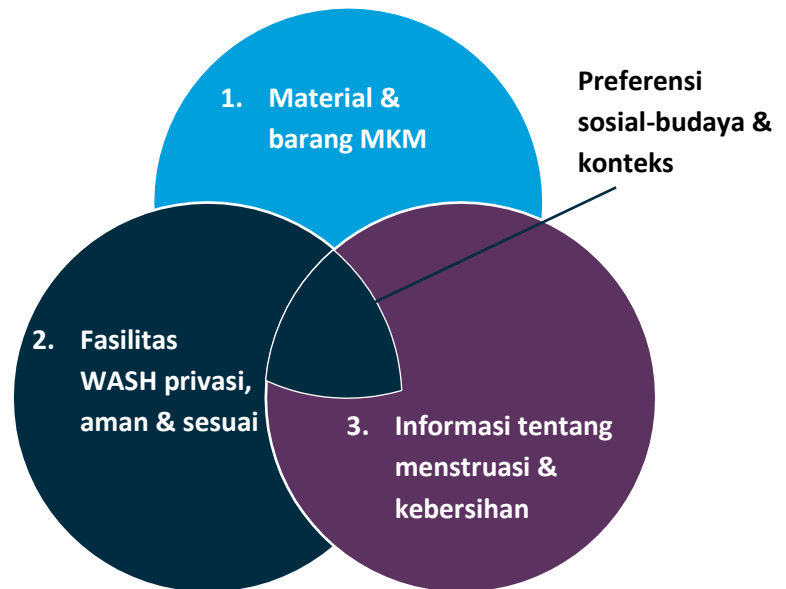 1. Material &
barang MKM
Preferensi
sosial-budaya &
konteks
2. Fasilitas
WASH privasi,
aman & sesuai
3. Informasi tentang
menstruasi &
kebersihan